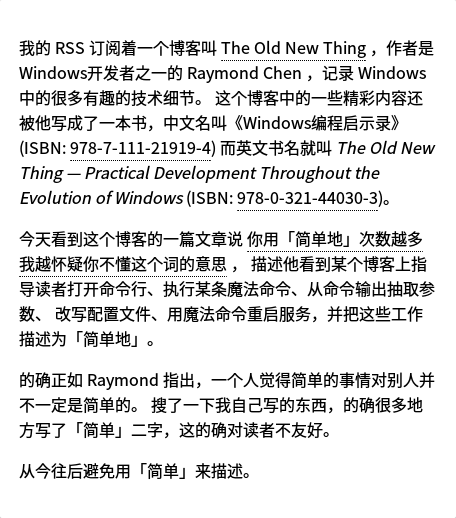 我的 RSS 订阅着一个博客叫 The Old New Thing ，作者是
Windows开发者之一的 Raymond Chen ，记录 Windows
中的很多有趣的技术细节。 这个博客中的一些精彩内容还
被他写成了一本书，中文名叫《Windows编程启示录》
(ISBN: 978-7-111-21919-4) 而英文书名就叫 The Old New
Thing — Practical Development Throughout the
Evolution of Windows (ISBN: 978-0-321-44030-3)。
今天看到这个博客的一篇文章说 你用「简单地」次数越多
我越怀疑你不懂这个词的意思 ， 描述他看到某个博客上指
导读者打开命令行、执行某条魔法命令、从命令输出抽取参
数、 改写配置文件、用魔法命令重启服务，并把这些工作
描述为「简单地」。
的确正如 Raymond 指出，一个人觉得简单的事情对别人并
不一定是简单的。 搜了一下我自己写的东西，的确很多地
方写了「简单」二字，这的确对读者不友好。
从今往后避免用「简单」来描述。